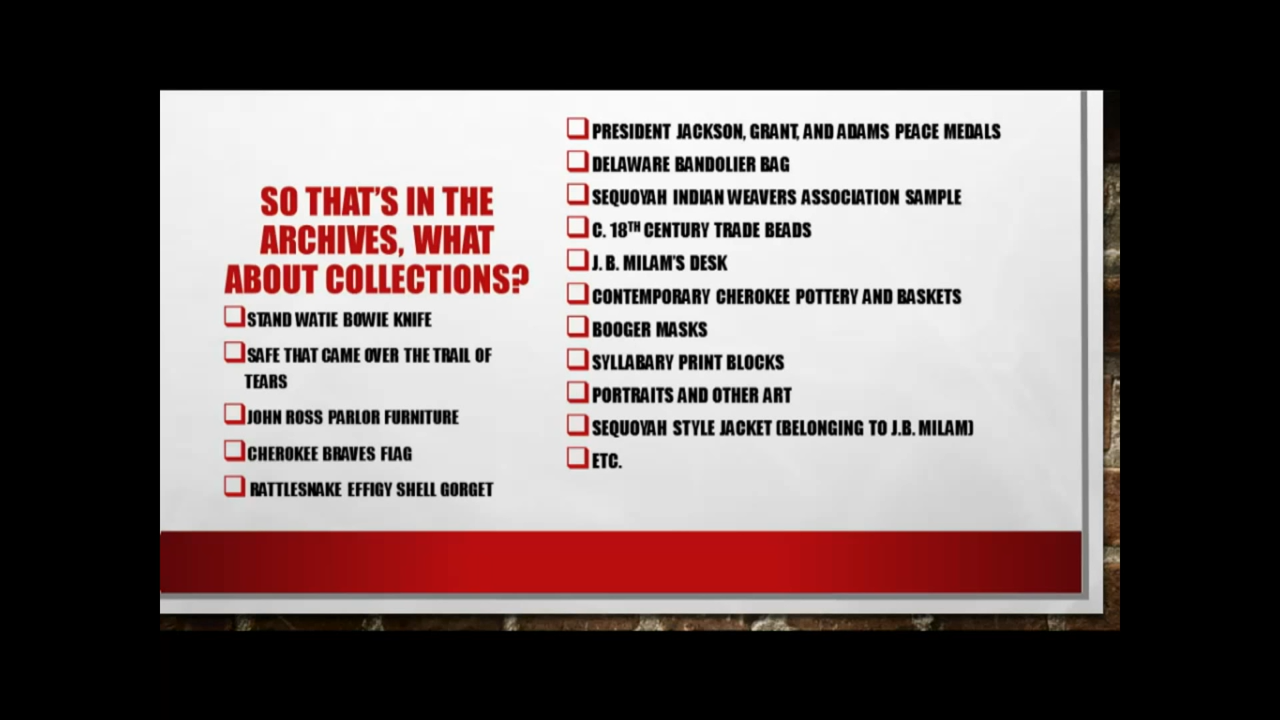 SO THAT'S IN THE
ARCHIVES, WHAT
ABOUT COLLECTIONS?
STAND WATIE BOWIE KNIFE
SAFE THAT CAME OVER THE TRAIL OF
TEARS
JOHN ROSS PARLOR FURNITURE
CHEROKEE BRAVES FLAG
RATTLESNAKE EFFIGY SHELL GORGET
PRESIDENT JACKSON, GRANT, AND ADAMS PEACE MEDALS
DELAWARE BANDOLIER BAG
SEQUOYAH INDIAN WEAVERS ASSOCIATION SAMPLE
C. 18TH CENTURY TRADE BEADS
J. B. MILAM'S DESK
CONTEMPORARY CHEROKEE POTTERY AND BASKETS
BOOGER MASKS
SYLLABARY PRINT BLOCKS
PORTRAITS AND OTHER ART
SEQUOYAH STYLE JACKET (BELONGING TO J.B. MILAM)
ETC.